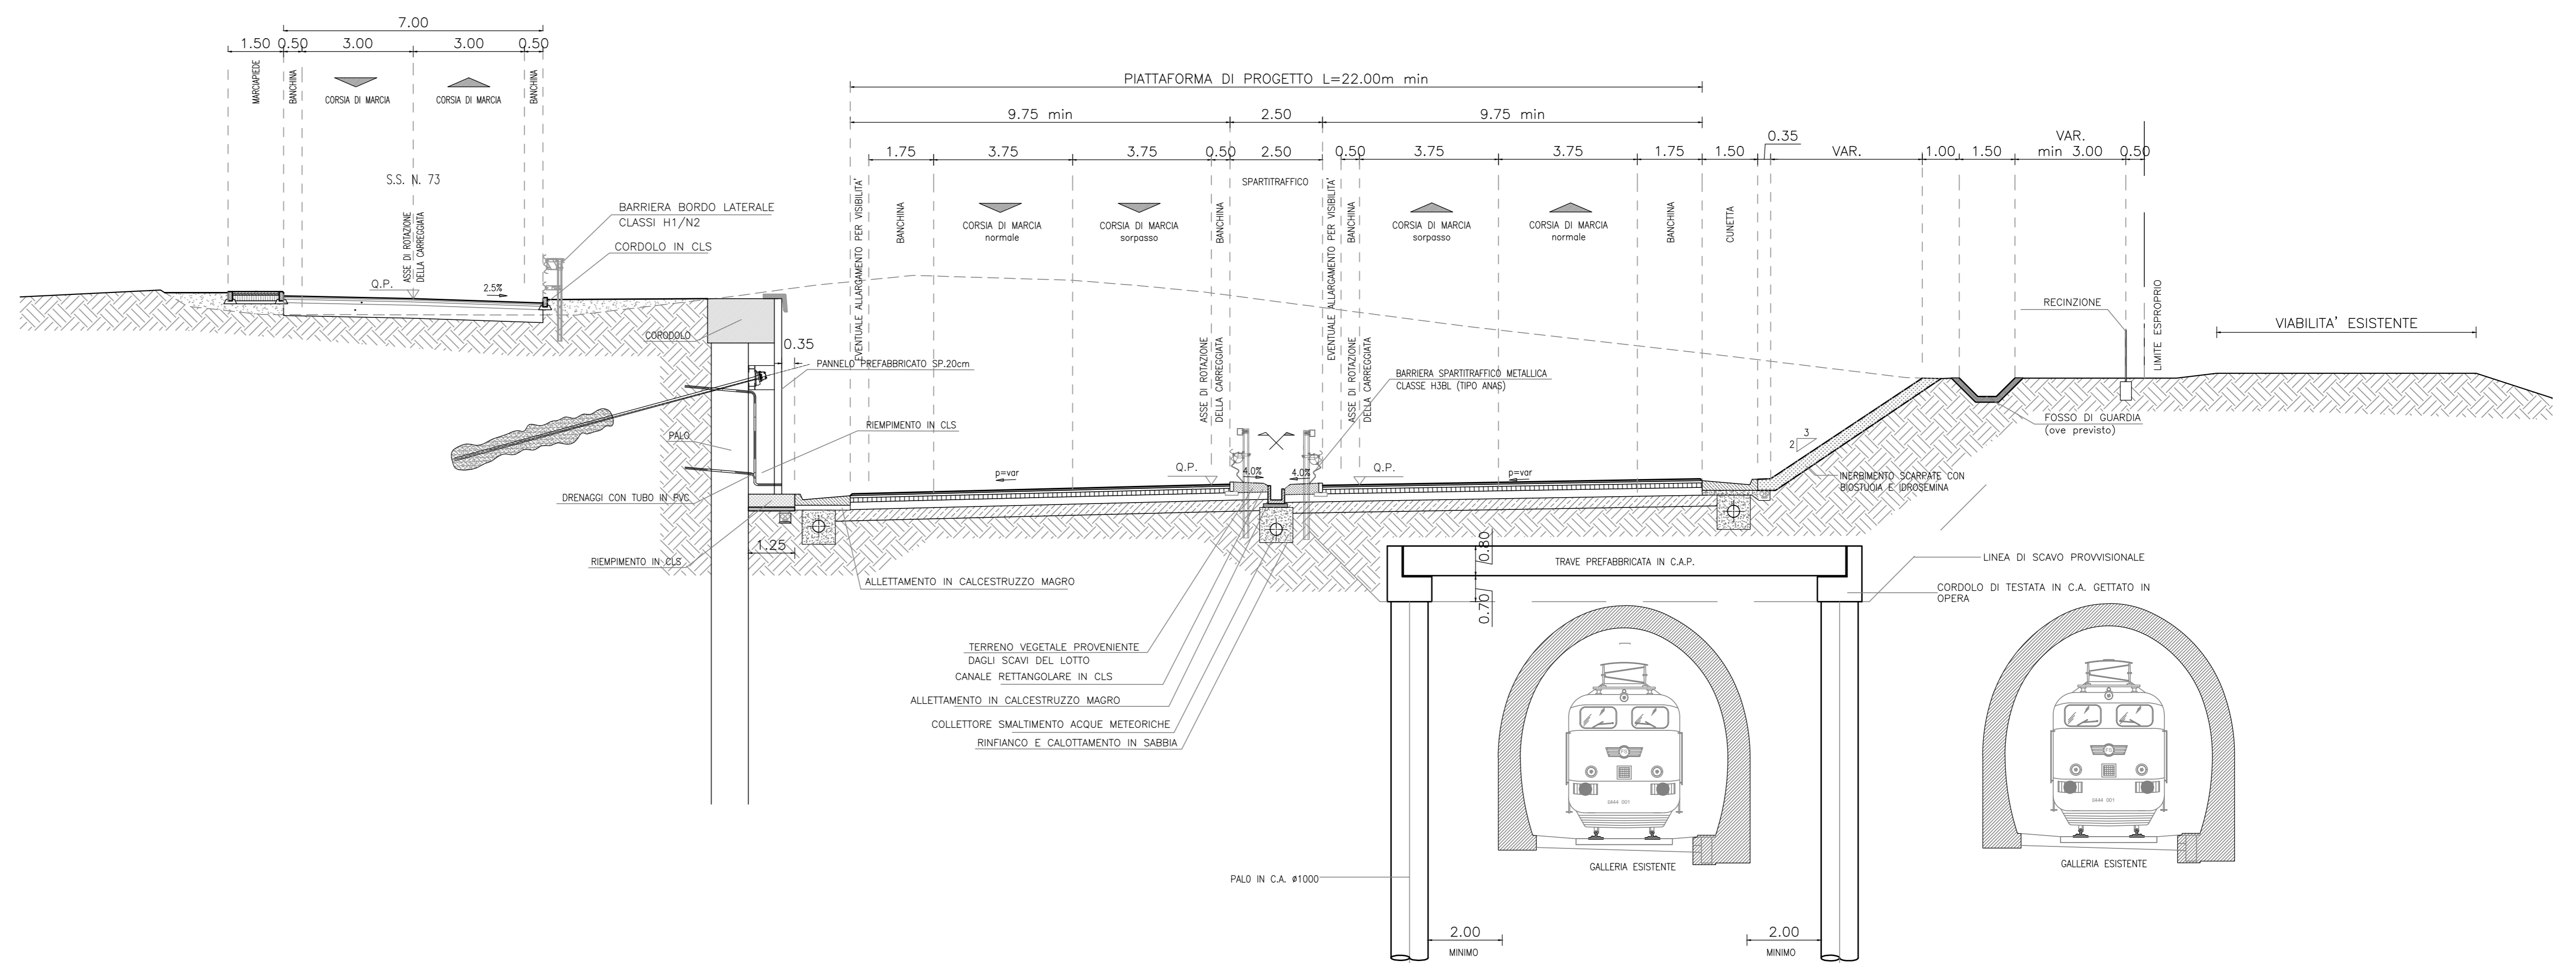 7.00
1.50 0.50 3.00 3.00 0.50
MARCIAPIEDE
BANCHINA
CORSIA DI MARCIA
CORSIA DI MARCIA
BANCHINA
S.S. N. 73
ASSE DI ROTAZIONE
DELLA CARREGGIATA
BARRIERA BORDO LATERALE
CLASSI H1/N2
CORDOLO IN CLS
Q.P.
2.5%
PIATTAFORMA DI PROGETTO L=22.00m min
9.75 min 2.50 9.75 min
1.75 3.75 3.75 0.50 2.50 0.50 3.75 3.75 1.75 1.50 0.35 VAR. 1.00 1.50 VAR.
min 3.00 0.50
EVENTUALE ALLARGAMENTO PER VISIBILITA'
BANCHINA
CORSIA DI MARCIA
normale
CORSIA DI MARCIA
sorpasso
BANCHINA
SPARTITRAFFICO
EVENTUALE ALLARGAMENTO PER VISIBILITA'
BANCHINA
CORSIA DI MARCIA
sorpasso
CORSIA DI MARCIA
normale
BANCHINA
CUNETTA
ASSE DI ROTAZIONE
DELLA CARREGGIATA
ASSE DI ROTAZIONE
DELLA CARREGGIATA
BARRIERA SPARTITRAFFICO METALLICA
CLASSE H3BL (TIPO ANAS)
RECINZIONE
LIMITE ESPROPRIO
VIABILITA' ESISTENTE
FOSSO DI GUARDIA
(ove previsto)
3
2
INERBIMENTO SCARPATE CON
BIOSTUOIA E IDROSEMINA
CORODOLO
0.35
PANNELO PREFABBRICATO SP.20cm
RIEMPIMENTO IN CLS
PALO
DRENAGGI CON TUBO IN PVC
1.25
RIEMPIMENTO IN CLS
ALLETTAMENTO IN CALCESTRUZZO MAGRO
p=var
Q.P.
4.0%
4.0%
Q.P.
p=var
TERRENO VEGETALE PROVENIENTE
DAGLI SCAVI DEL LOTTO
CANALE RETTANGOLARE IN CLS
ALLETTAMENTO IN CALCESTRUZZO MAGRO
COLLETTORE SMALTIMENTO ACQUE METEORICHE
RINFIANCO E CALOTTAMENTO IN SABBIA
0.80
0.70
TRAVE PREFABBRICATA IN C.A.P.
LINEA DI SCAVO PROVVISIONALE
CORDOLO DI TESTATA IN C.A. GETTATO IN
OPERA
E444 001
GALLERIA ESISTENTE
E444 001
GALLERIA ESISTENTE
PALO IN C.A. ø1000
2.00
MINIMO
2.00
MINIMO